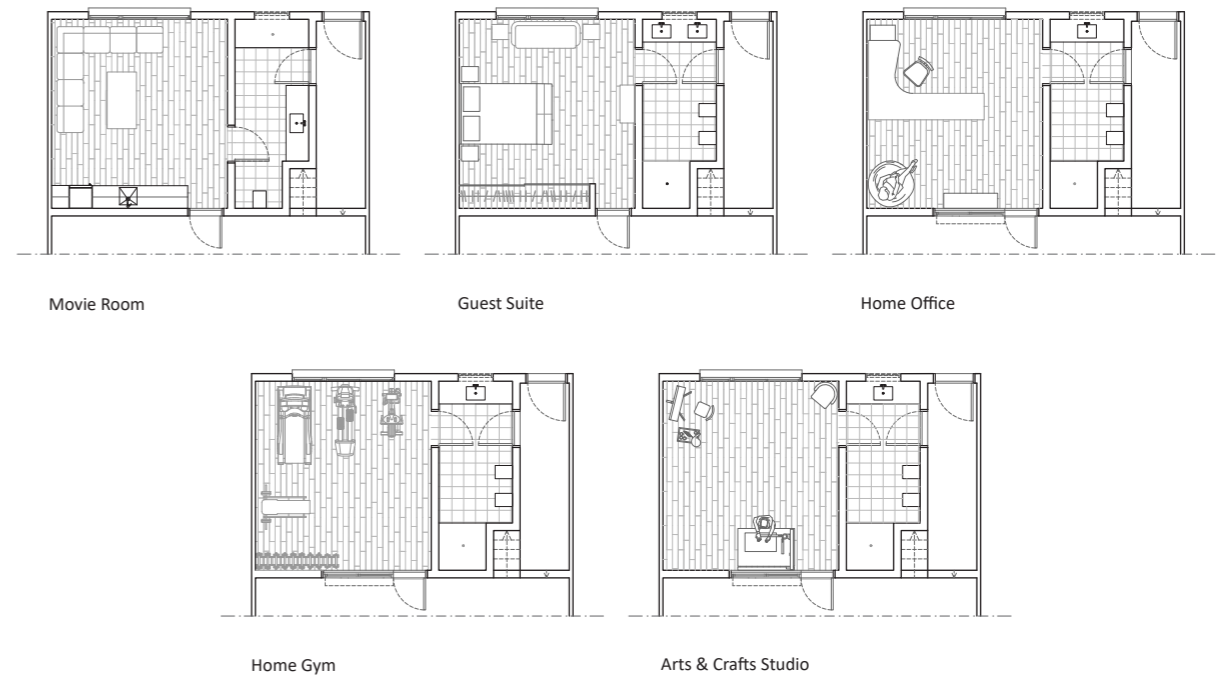 Movie Room
Guest Suite
Home Office
Home Gym
Arts & Crafts Studio